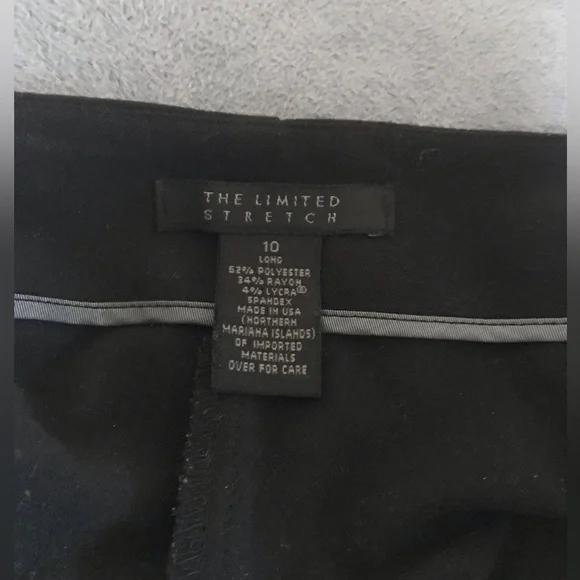 THE LIMITED
STRETCH
10
LONG
62% POLYESTER
34% RAYON
4% LYCRA®
SPANDEX
MADE IN USA
(NORTHERN
MARIANA ISLANDS)
OF IMPORTED
MATERIALS
OVER FOR CARE